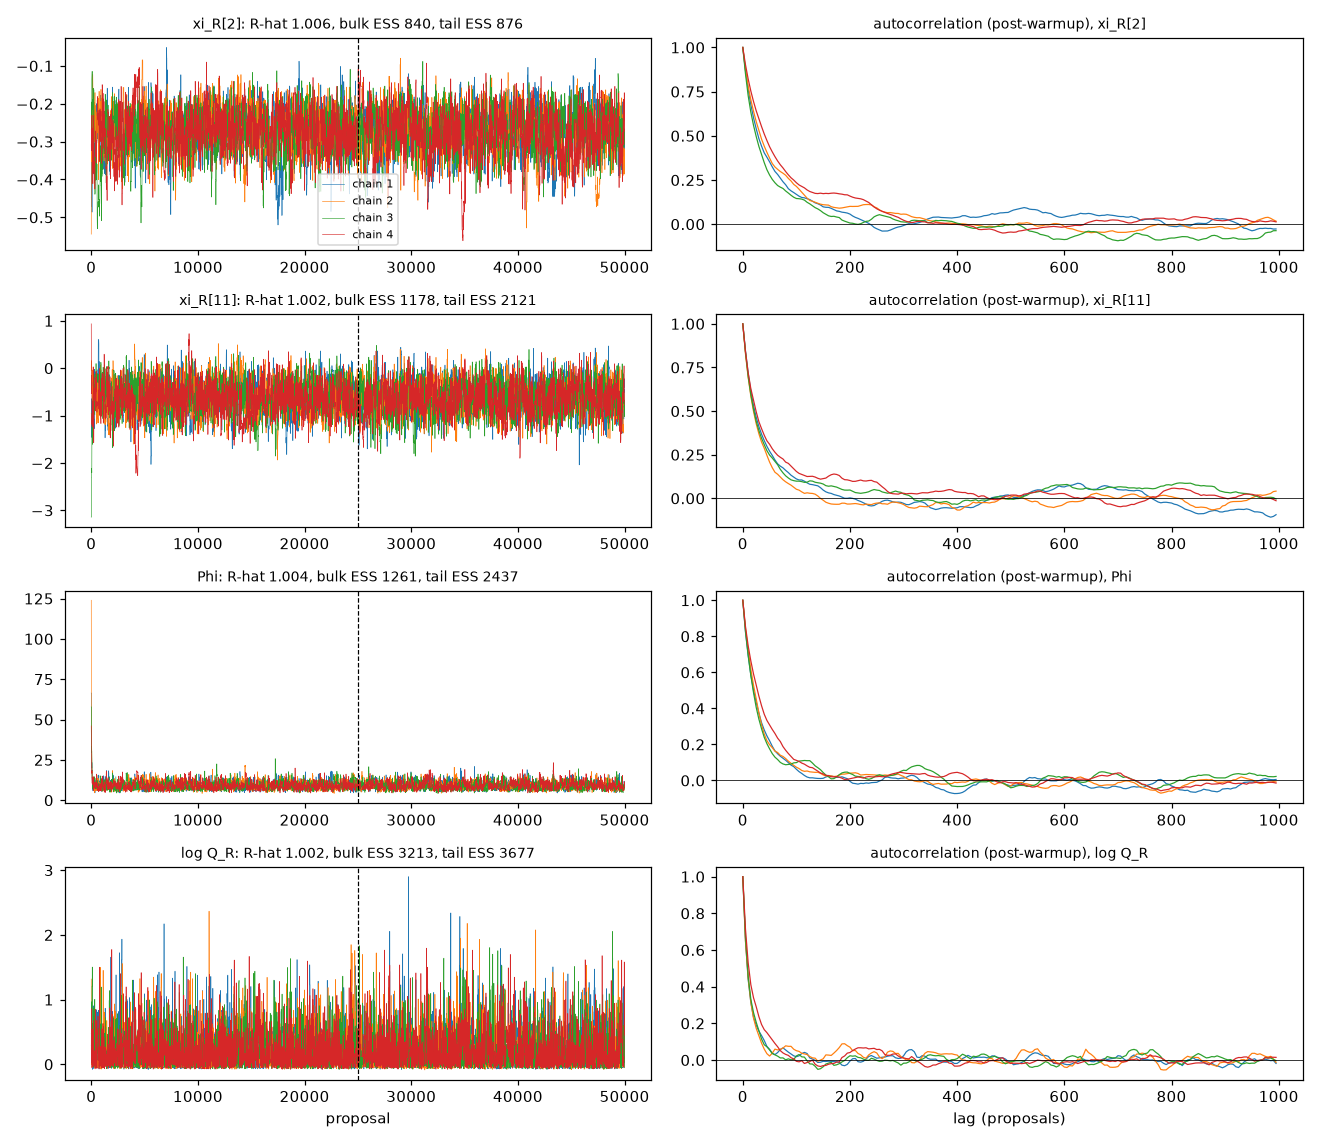 xi_R[2]: R-hat 1.006, bulk ESS 840, tail ESS 876
−0.1
−0.2
−0.3
−0.4
−0.5
chain 1
chain 2
chain 3
chain 4
0 10000 20000 30000 40000 50000
autocorrelation (post-warmup), xi_R[2]
1.00
0.75
0.50
0.25
0.00
0 200 400 600 800 1000
xi_R[11]: R-hat 1.002, bulk ESS 1178, tail ESS 2121
1
0
−1
−2
−3
0 10000 20000 30000 40000 50000
autocorrelation (post-warmup), xi_R[11]
1.00
0.75
0.50
0.25
0.00
0 200 400 600 800 1000
Phi: R-hat 1.004, bulk ESS 1261, tail ESS 2437
125
100
75
50
25
0
0 10000 20000 30000 40000 50000
autocorrelation (post-warmup), Phi
1.0
0.8
0.6
0.4
0.2
0.0
0 200 400 600 800 1000
log Q_R: R-hat 1.002, bulk ESS 3213, tail ESS 3677
3
2
1
0
0 10000 20000 30000 40000 50000
proposal
autocorrelation (post-warmup), log Q_R
1.0
0.8
0.6
0.4
0.2
0.0
0 200 400 600 800 1000
lag (proposals)